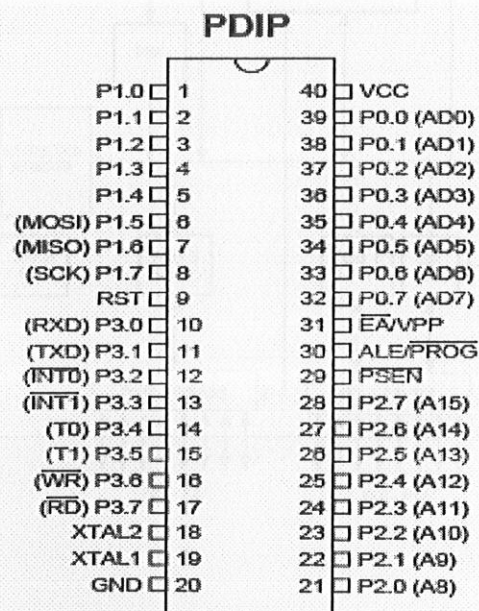 PDIP
P1.0 1 40 VCC
P1.1 2 39 P0.0 (AD0)
P1.2 3 38 P0.1 (AD1)
P1.3 4 37 P0.2 (AD2)
P1.4 5 36 P0.3 (AD3)
(MOSI) P1.5 6 35 P0.4 (AD4)
(MISO) P1.6 7 34 P0.5 (AD5)
(SCK) P1.7 8 33 P0.6 (AD6)
RST 9 32 P0.7 (AD7)
(RXD) P3.0 10 31 E̅A̅/VPP
(TXD) P3.1 11 30 ALE/P̅R̅O̅G̅
(I̅N̅T̅0̅) P3.2 12 29 P̅S̅E̅N̅
(I̅N̅T̅1̅) P3.3 13 28 P2.7 (A15)
(T0) P3.4 14 27 P2.6 (A14)
(T1) P3.5 15 26 P2.5 (A13)
(W̅R̅) P3.6 16 25 P2.4 (A12)
(R̅D̅) P3.7 17 24 P2.3 (A11)
XTAL2 18 23 P2.2 (A10)
XTAL1 19 22 P2.1 (A9)
GND 20 21 P2.0 (A8)